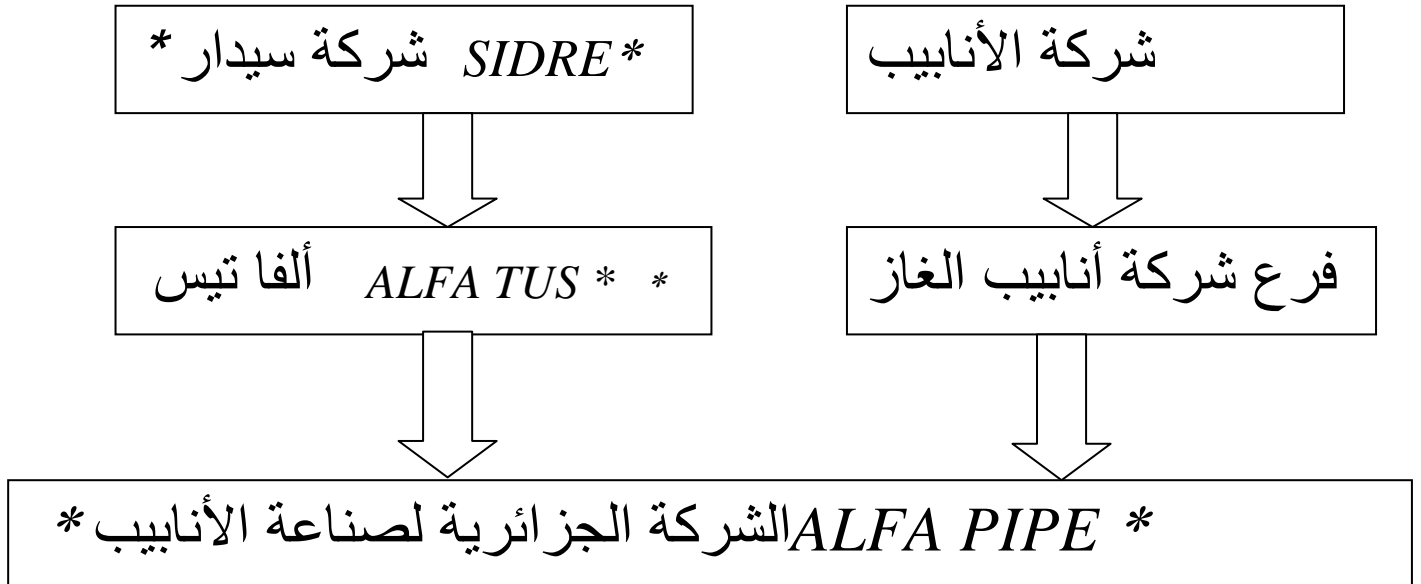 شركة الأنابيب
* شركة سيدار SIDRE*
فرع شركة أنابيب الغاز
ألفا تيس ALFA TUS * *
* الشركة الجزائرية لصناعة الأنابيب ALFA PIPE *